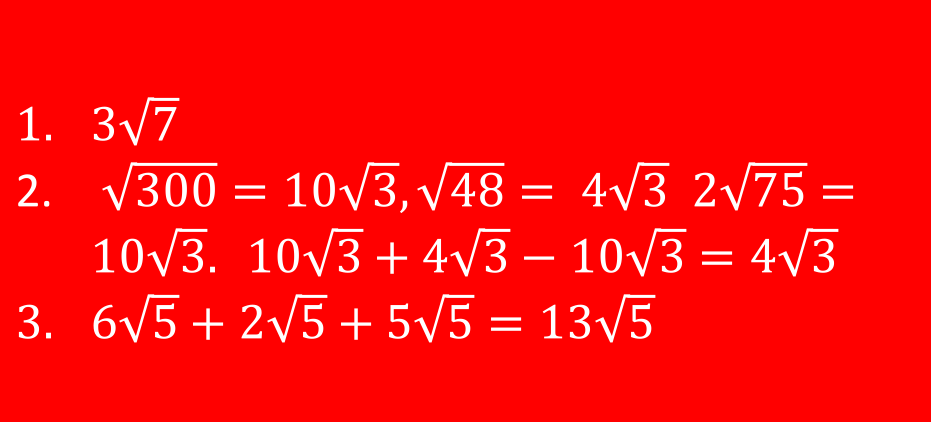 1. 3√7
2. √300 = 10√3, √48 = 4√3 2√75 =
10√3. 10√3 + 4√3 − 10√3 = 4√3
3. 6√5 + 2√5 + 5√5 = 13√5